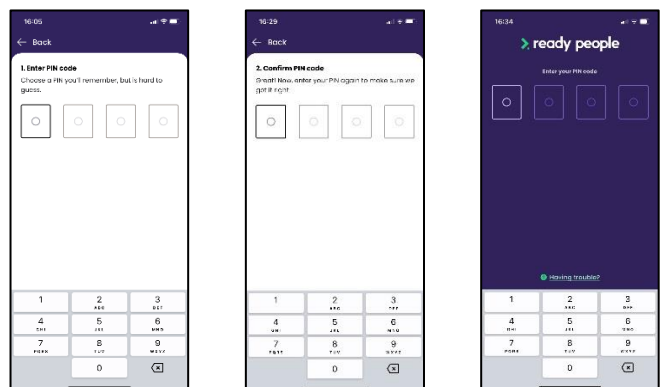 16:05
Back
1. Enter PIN code
Choose a PIN you'll remember, but is hard to
guess.
1
2
ABC
3
DEF
4
GHI
5
JKL
6
MNO
7
PQRS
8
TUV
9
WXYZ
0
16:29
Back
2. Confirm PIN code
Great! Now, enter your PIN again to make sure we
got it right
1
2
ABC
3
DEF
4
GHI
5
JKL
6
MNO
7
PQRS
8
TUV
9
WXYZ
0
16:34
ready people
Enter your PIN code
Having trouble?
1
2
ABC
3
DEF
4
GHI
5
JKL
6
MNO
7
PQRS
8
TUV
9
WXYZ
0